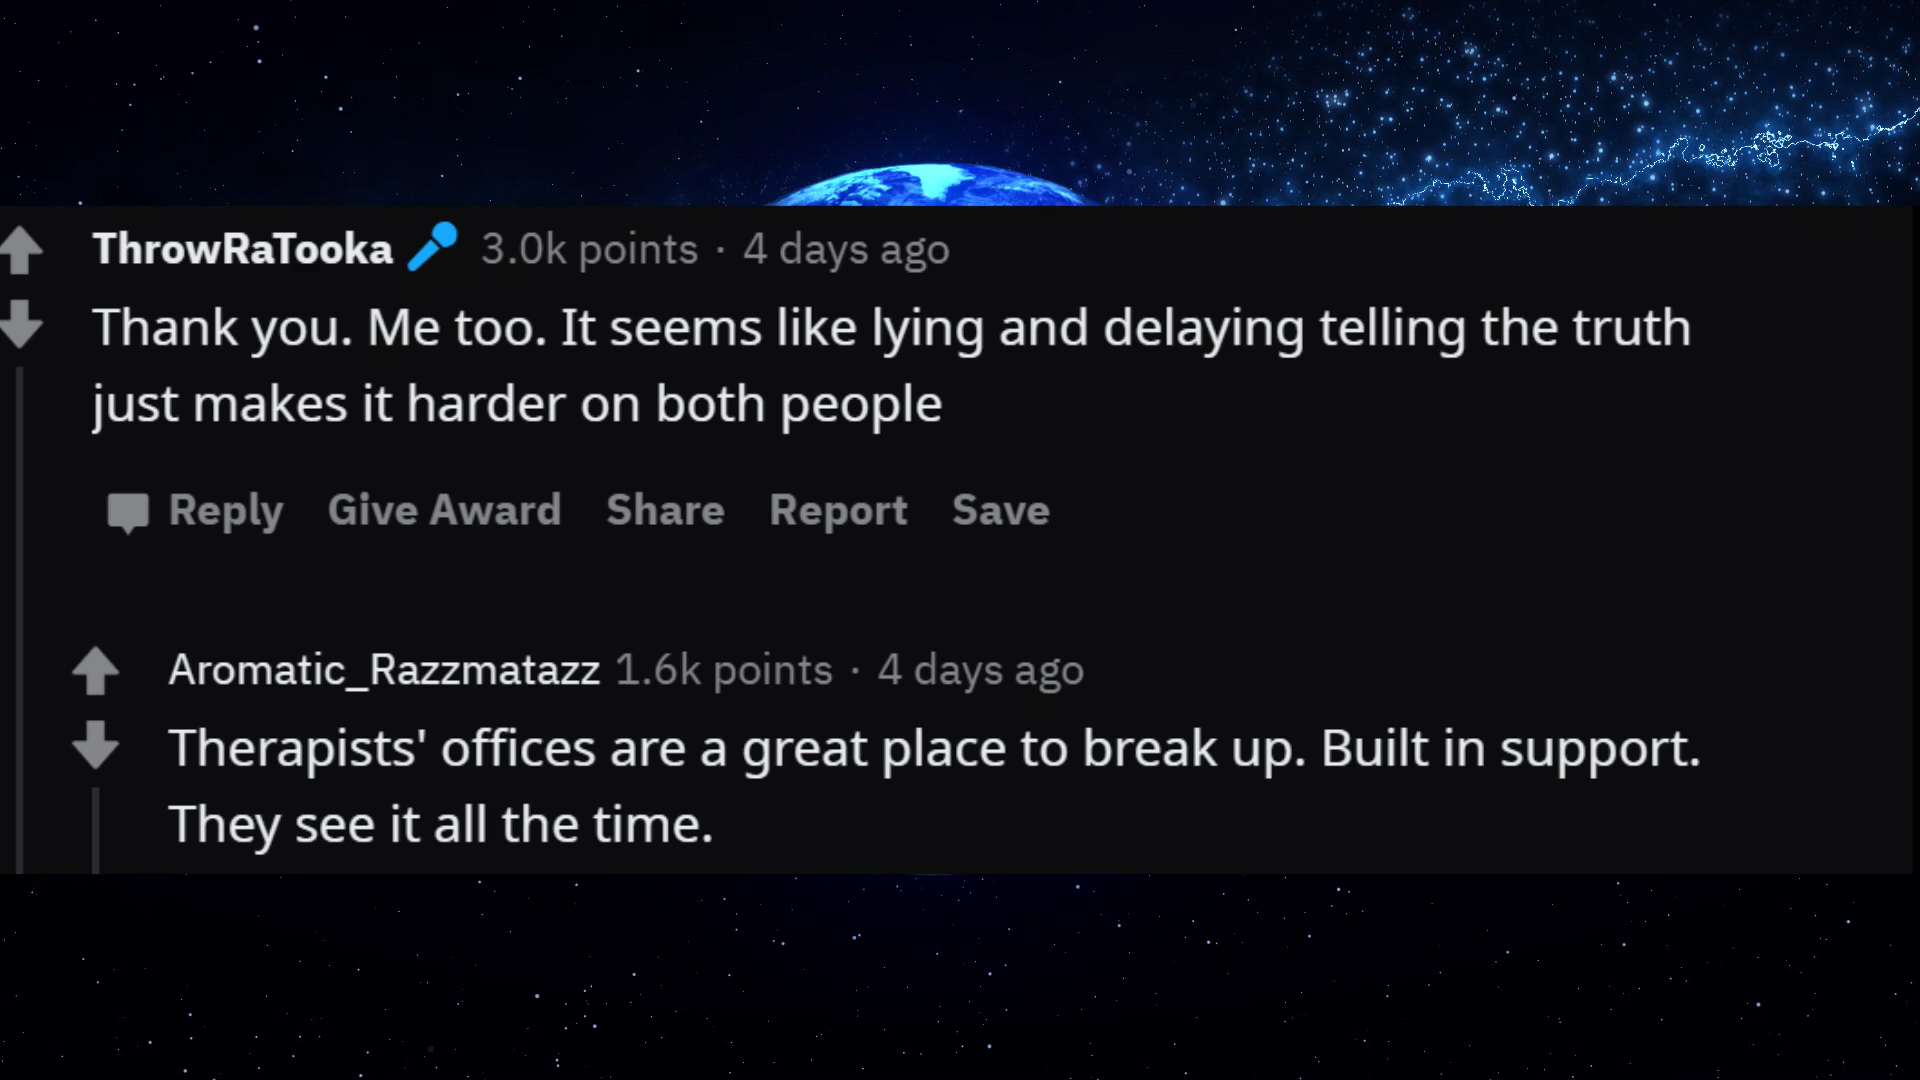 ThrowRaTooka 3.0k points · 4 days ago
Thank you. Me too. It seems like lying and delaying telling the truth
just makes it harder on both people
Reply Give Award Share Report Save
Aromatic_Razzmatazz 1.6k points · 4 days ago
Therapists' offices are a great place to break up. Built in support.
They see it all the time.